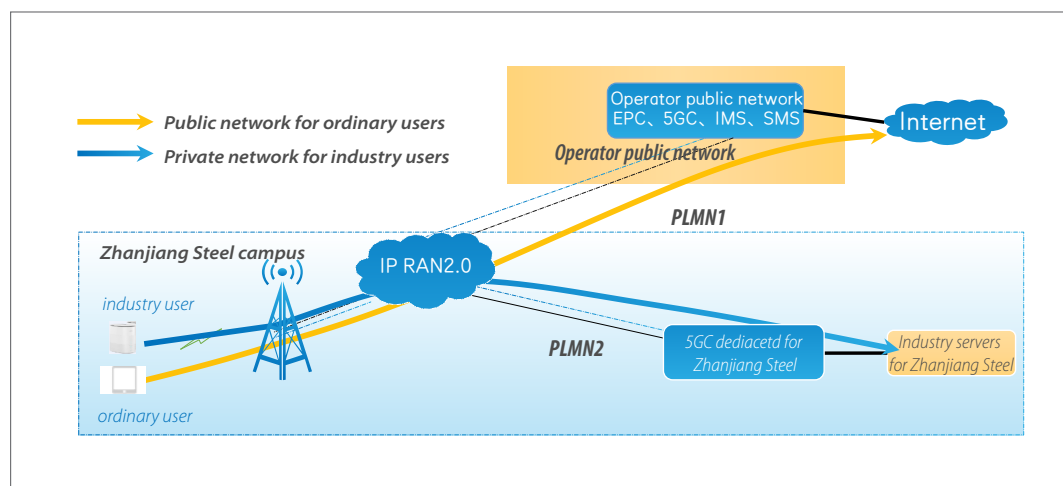 Operator public network
EPC、5GC、IMS、SMS
Internet
Public network for ordinary users
Operator public network
Private network for industry users
PLMN1
Zhanjiang Steel campus
IP RAN2.0
industry user
PLMN2
5GC dediacetd for
Zhanjiang Steel
Industry servers
for Zhanjiang Steel
ordinary user